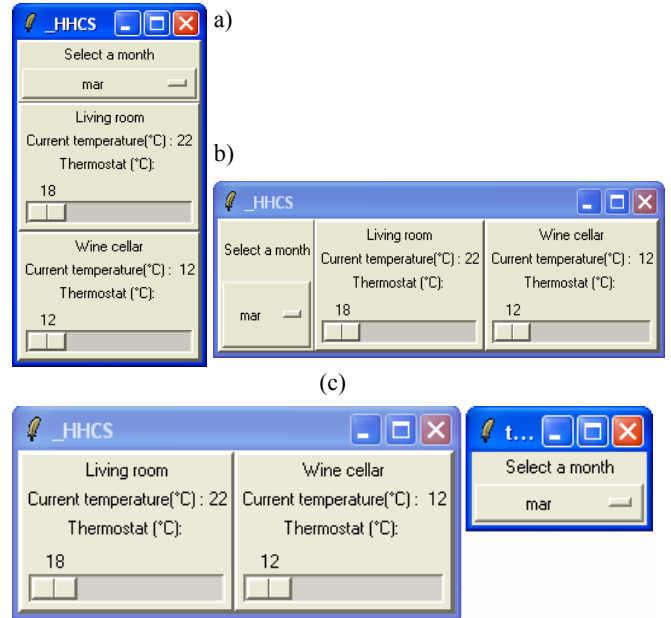 _HHCS
a)
Select a month
mar
Living room
Current temperature(°C) : 22
Thermostat (°C):
18
Wine cellar
Current temperature(°C) : 12
Thermostat (°C):
12
b)
_HHCS
Select a month
mar
Living room
Current temperature(°C) : 22
Thermostat (°C):
18
Wine cellar
Current temperature(°C) : 12
Thermostat (°C):
12
(c)
_HHCS
Living room
Current temperature(°C) : 22
Thermostat (°C):
18
Wine cellar
Current temperature(°C) : 12
Thermostat (°C):
12
t...
Select a month
mar